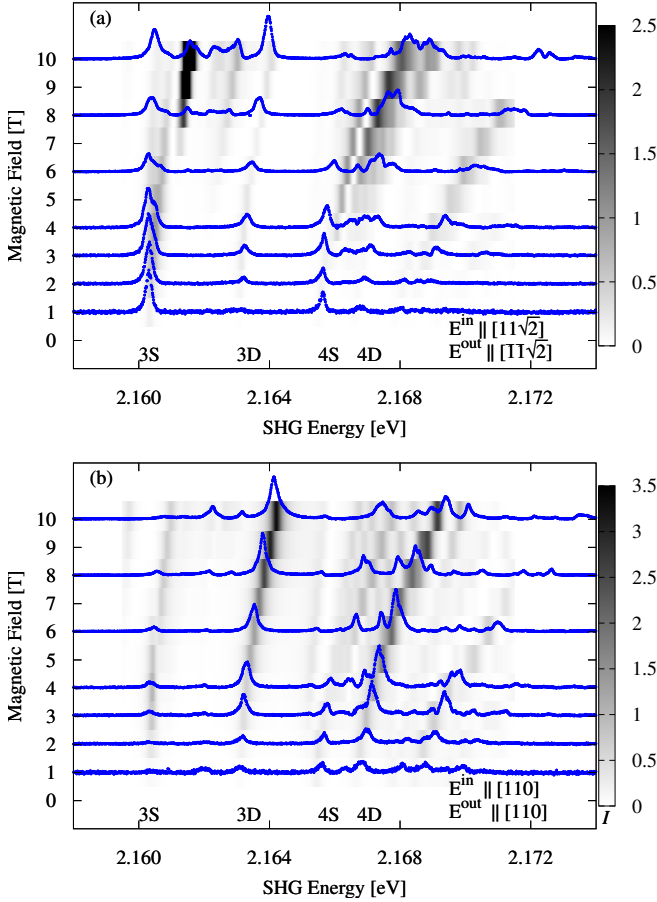 (a)
2.5
2
1.5
1
0.5
0
Magnetic Field [T]
10
9
8
7
6
5
4
3
2
1
0
3S 3D 4S 4D
E^in ∥ [11√2]
E^out ∥ [1̅1̅√2]
2.160 2.164 2.168 2.172
SHG Energy [eV]
(b)
3.5
3
2.5
2
1.5
1
0.5
0
I
Magnetic Field [T]
10
9
8
7
6
5
4
3
2
1
0
3S 3D 4S 4D
E^in ∥ [110]
E^out ∥ [110]
2.160 2.164 2.168 2.172
SHG Energy [eV]